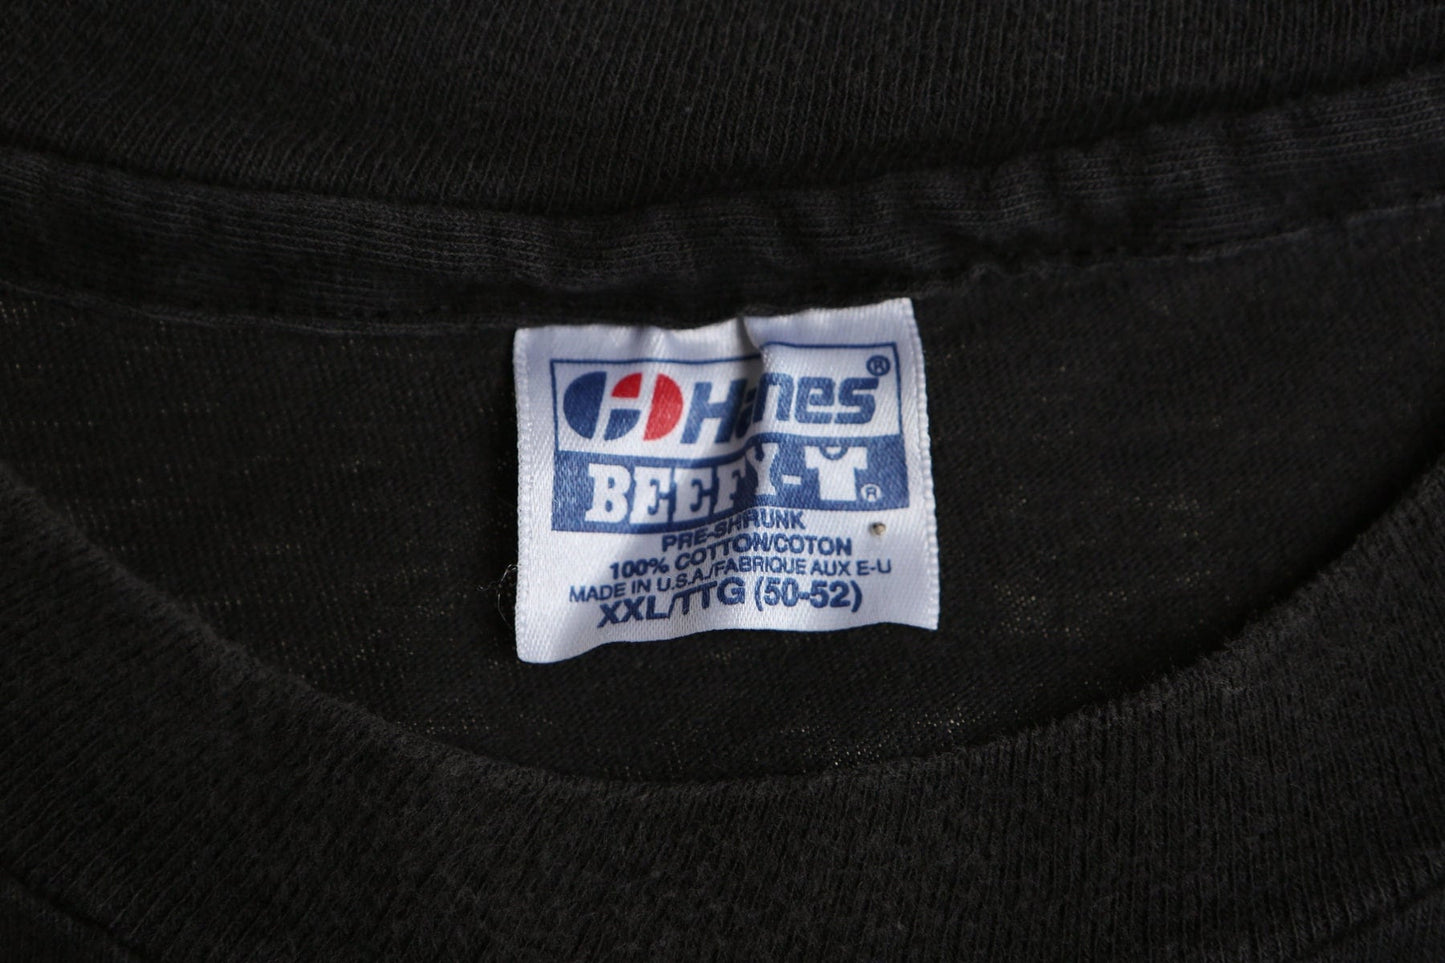 Hanes®
BEEFY-T®
PRE-SHRUNK
100% COTTON/COTON
MADE IN U.S.A./FABRIQUE AUX E-U
XXL/TTG (50-52)